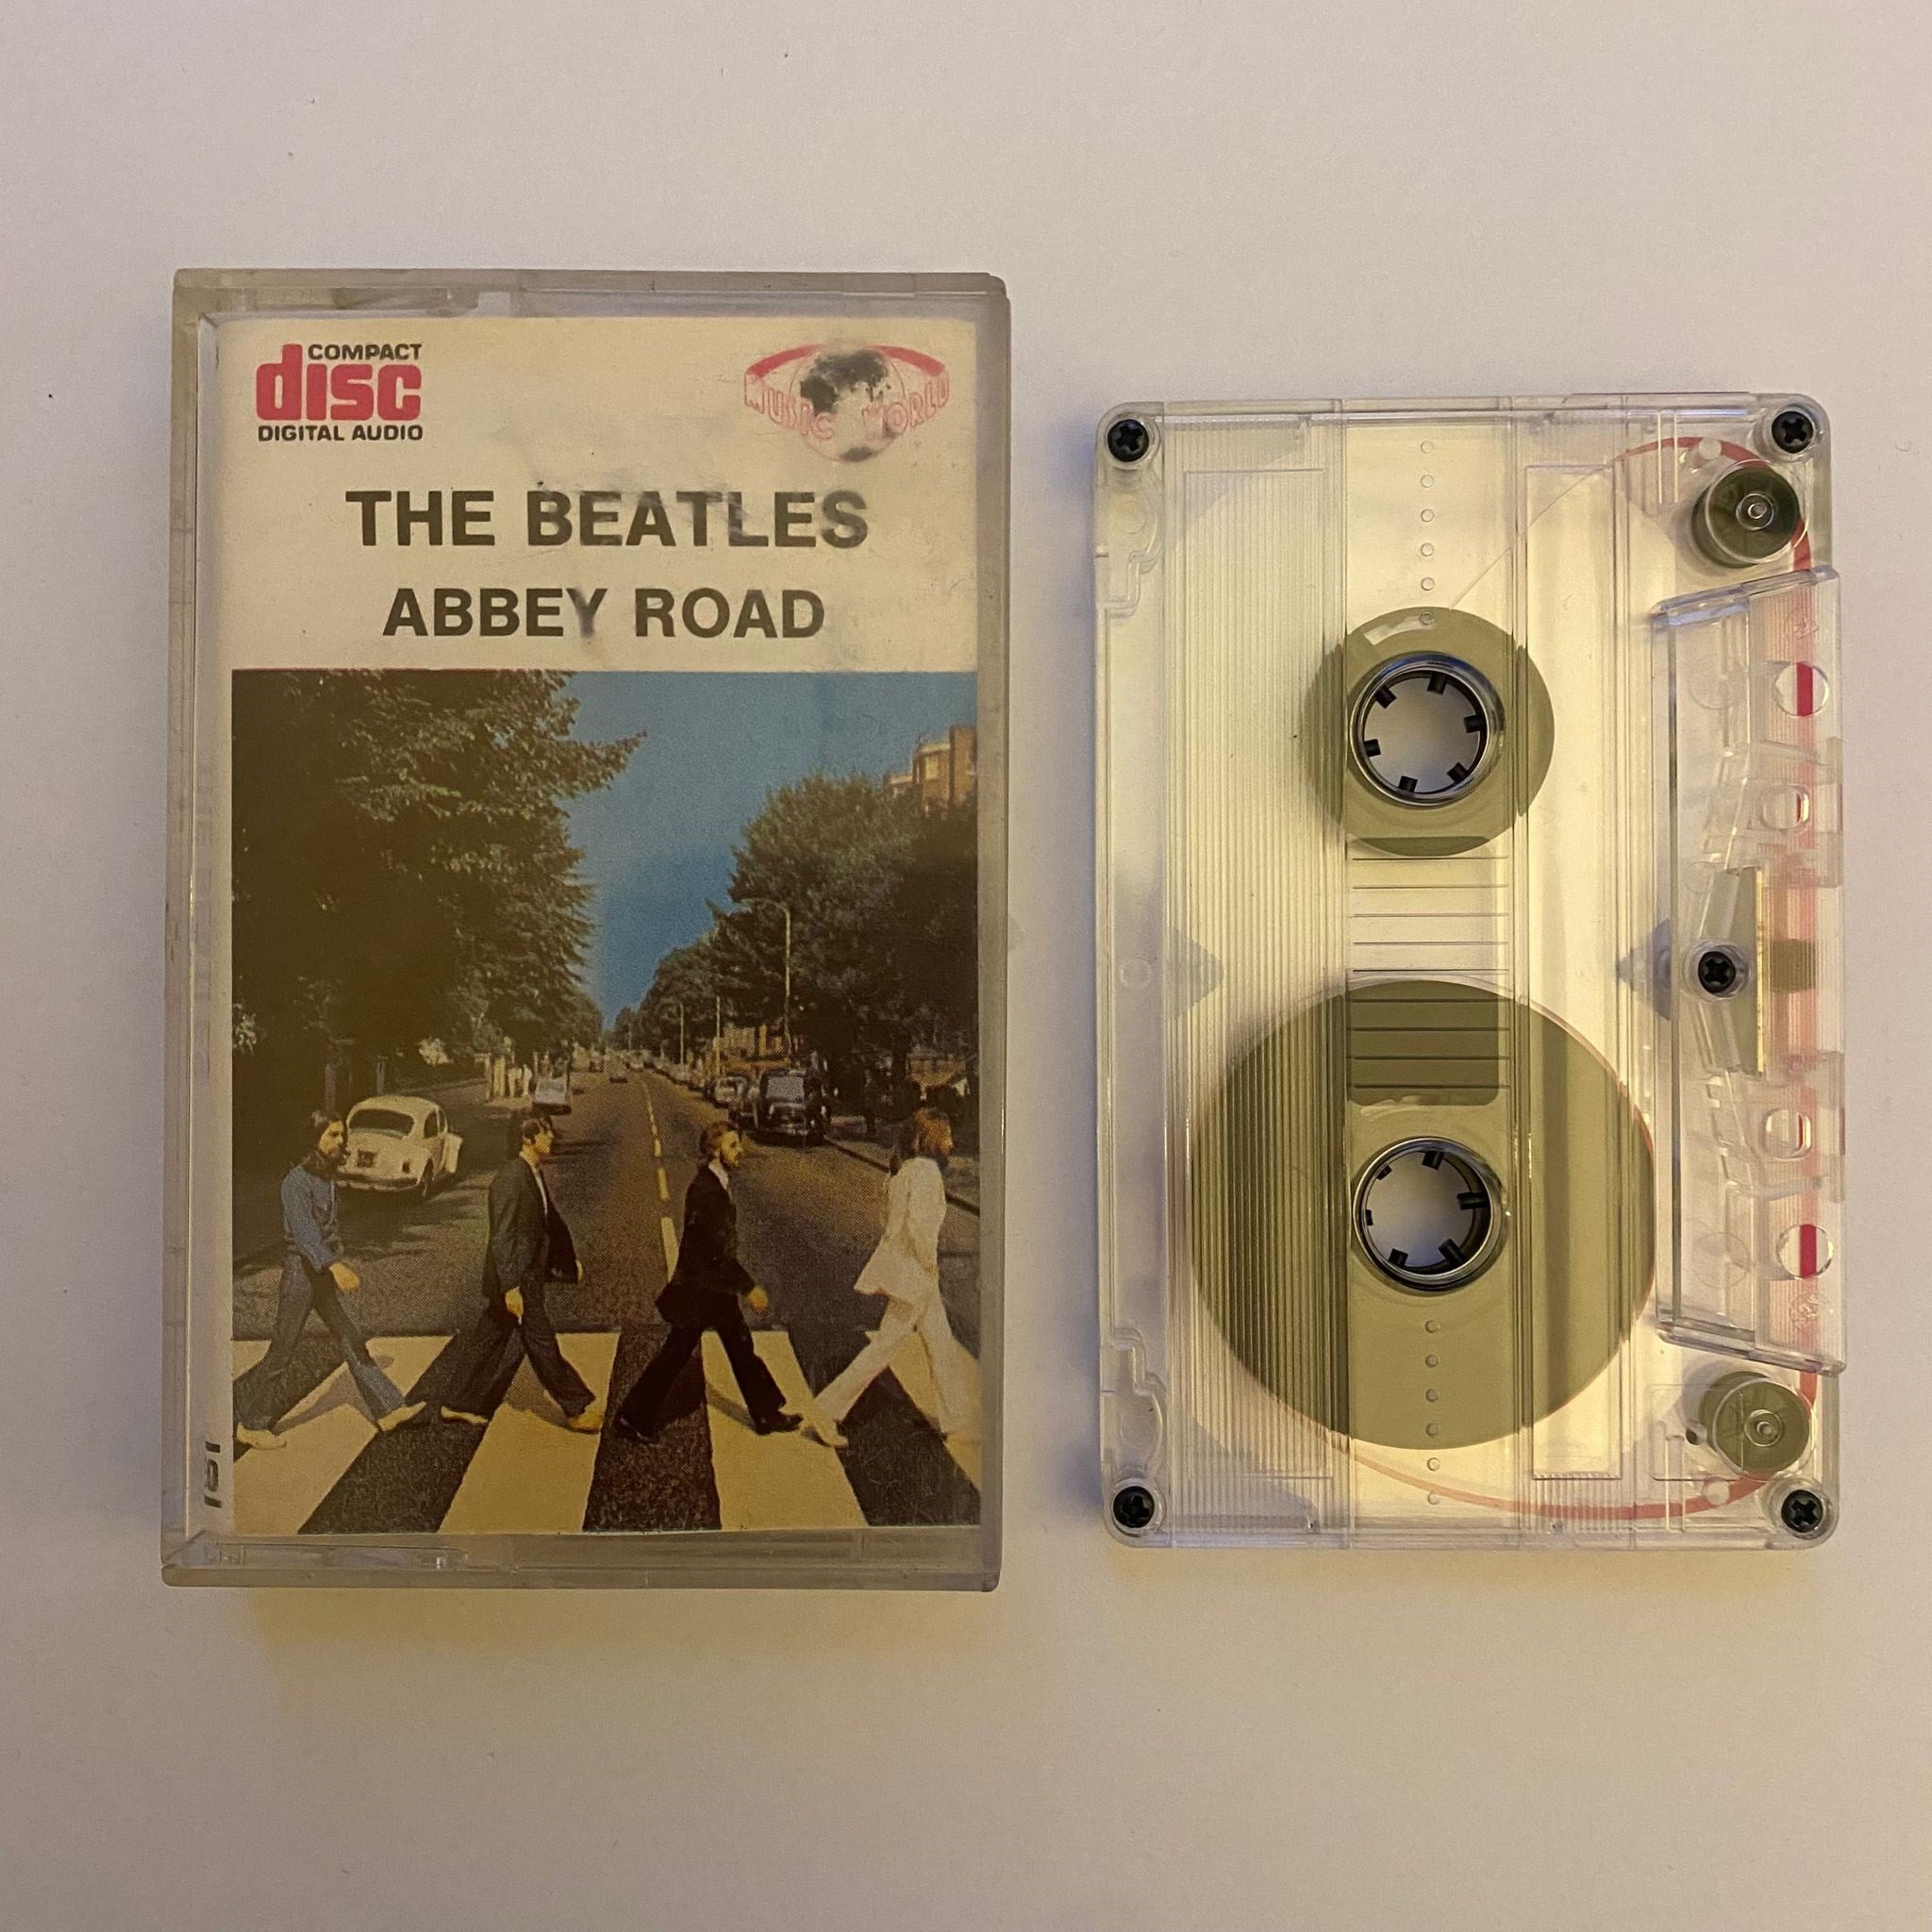 COMPACT
disc
DIGITAL AUDIO
MUSIC WORLD
THE BEATLES
ABBEY ROAD